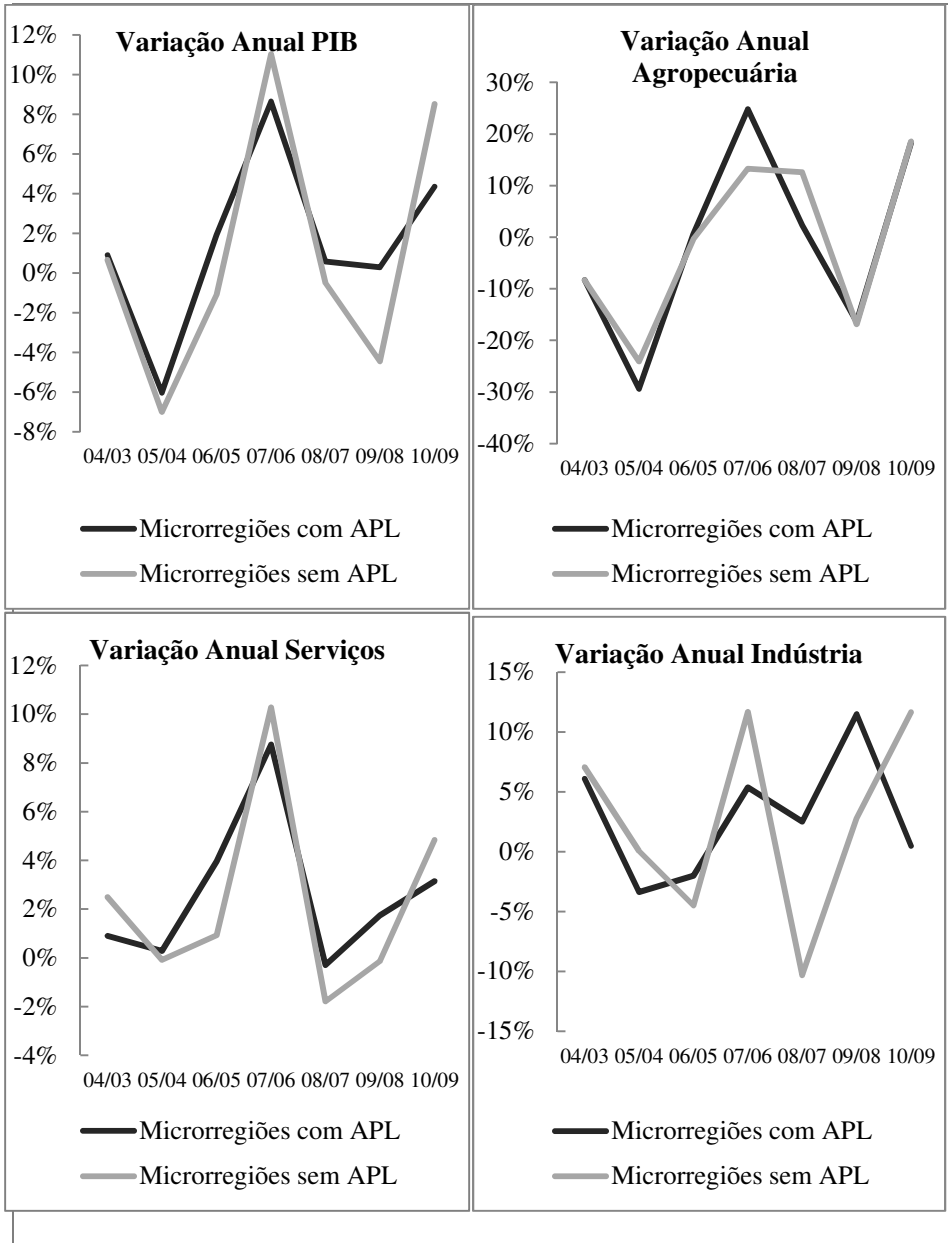 Variação Anual PIB
12%
10%
8%
6%
4%
2%
0%
-2%
-4%
-6%
-8%
04/03 05/04 06/05 07/06 08/07 09/08 10/09
Microrregiões com APL
Microrregiões sem APL
Variação Anual
Agropecuária
30%
20%
10%
0%
-10%
-20%
-30%
-40%
04/03 05/04 06/05 07/06 08/07 09/08 10/09
Microrregiões com APL
Microrregiões sem APL
Variação Anual Serviços
12%
10%
8%
6%
4%
2%
0%
-2%
-4%
04/03 05/04 06/05 07/06 08/07 09/08 10/09
Microrregiões com APL
Microrregiões sem APL
Variação Anual Indústria
15%
10%
5%
0%
-5%
-10%
-15%
04/03 05/04 06/05 07/06 08/07 09/08 10/09
Microrregiões com APL
Microrregiões sem APL